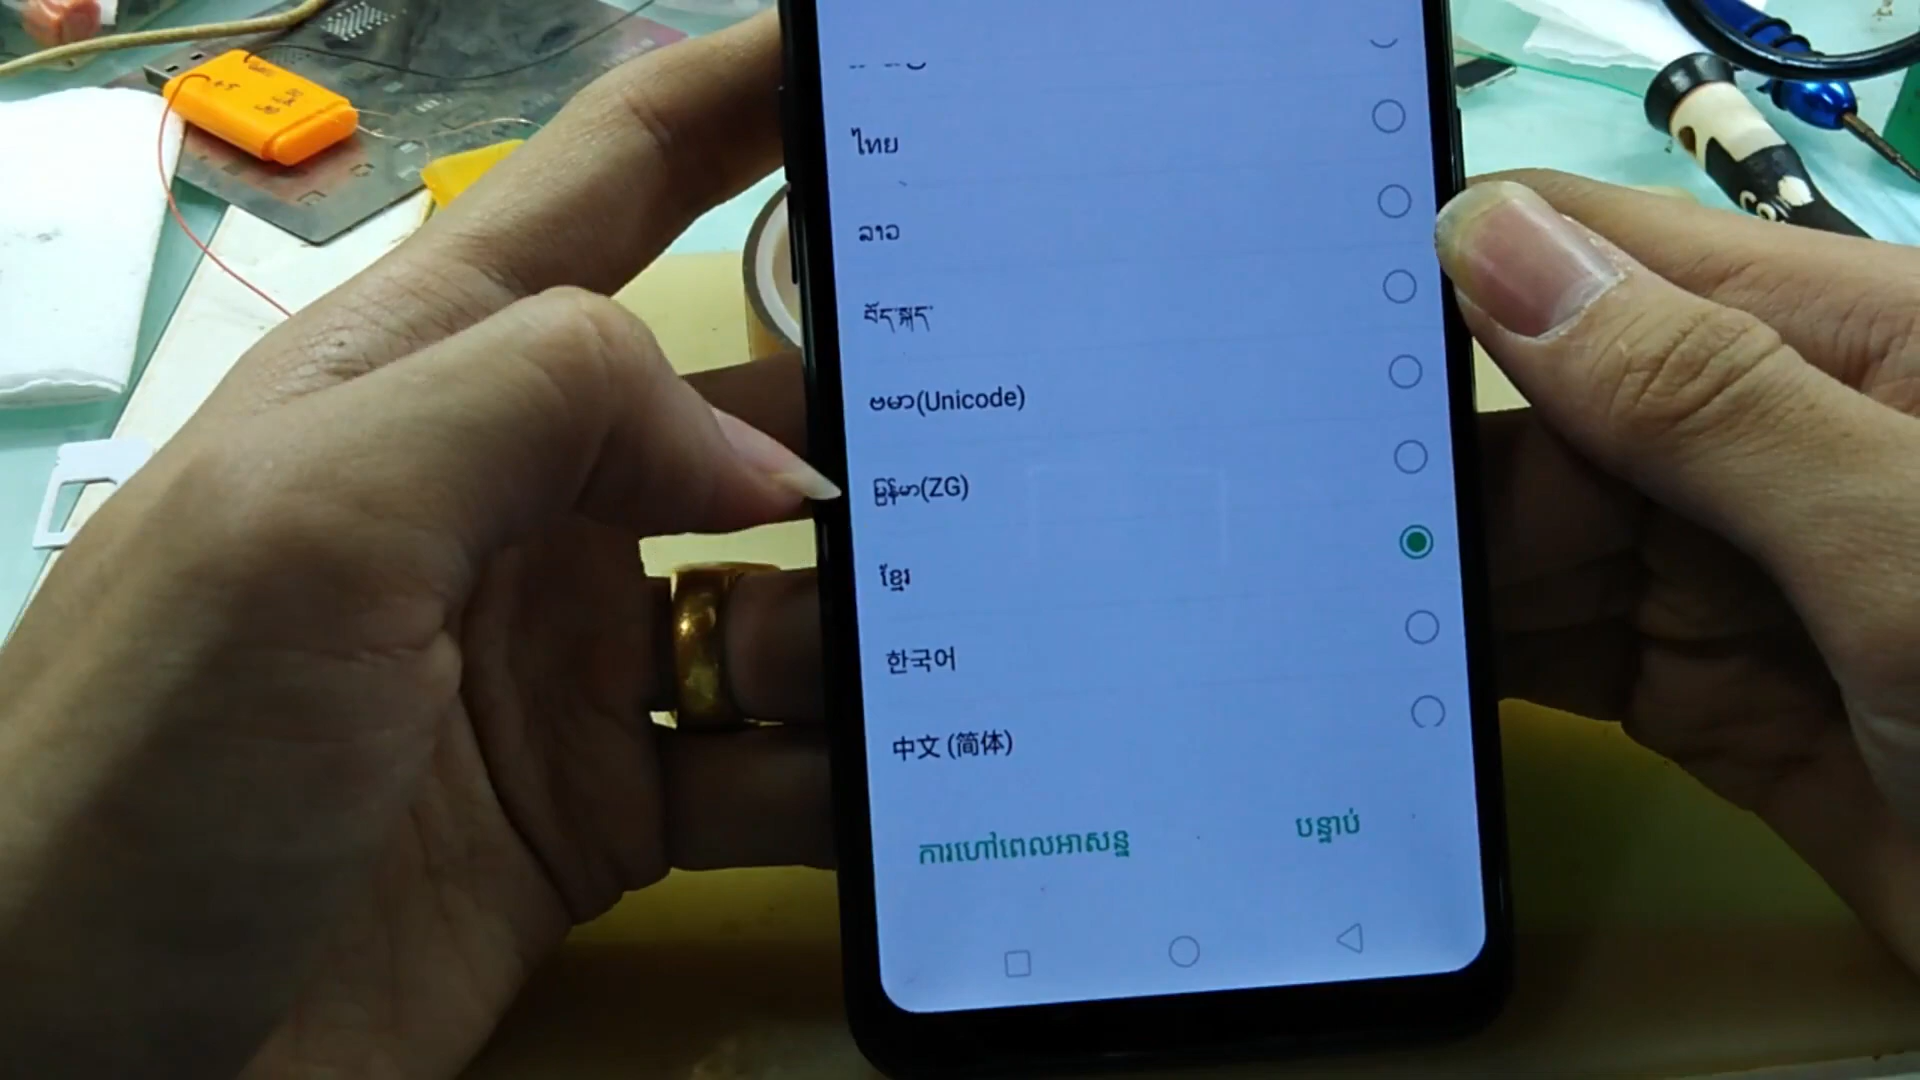 ไทย
ລາວ
བོད་སྐད་
ဗမာ(Unicode)
မြန်မာ(ZG)
ខ្មែរ
한국어
中文 (简体)
ការហៅពេលអាសន្ន
បន្ទាប់